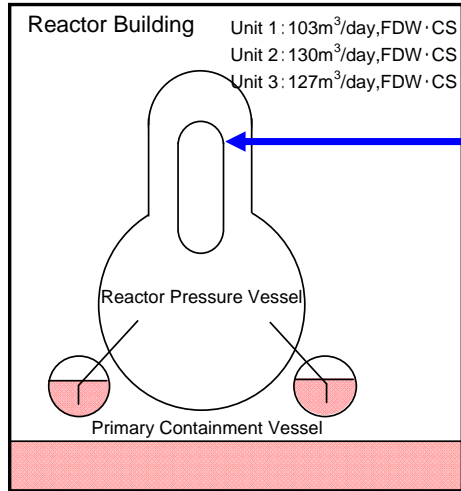 Reactor Building
Unit 1:103m³/day,FDW·CS
Unit 2:130m³/day,FDW·CS
Unit 3:127m³/day,FDW·CS
Reactor Pressure Vessel
Primary Containment Vessel